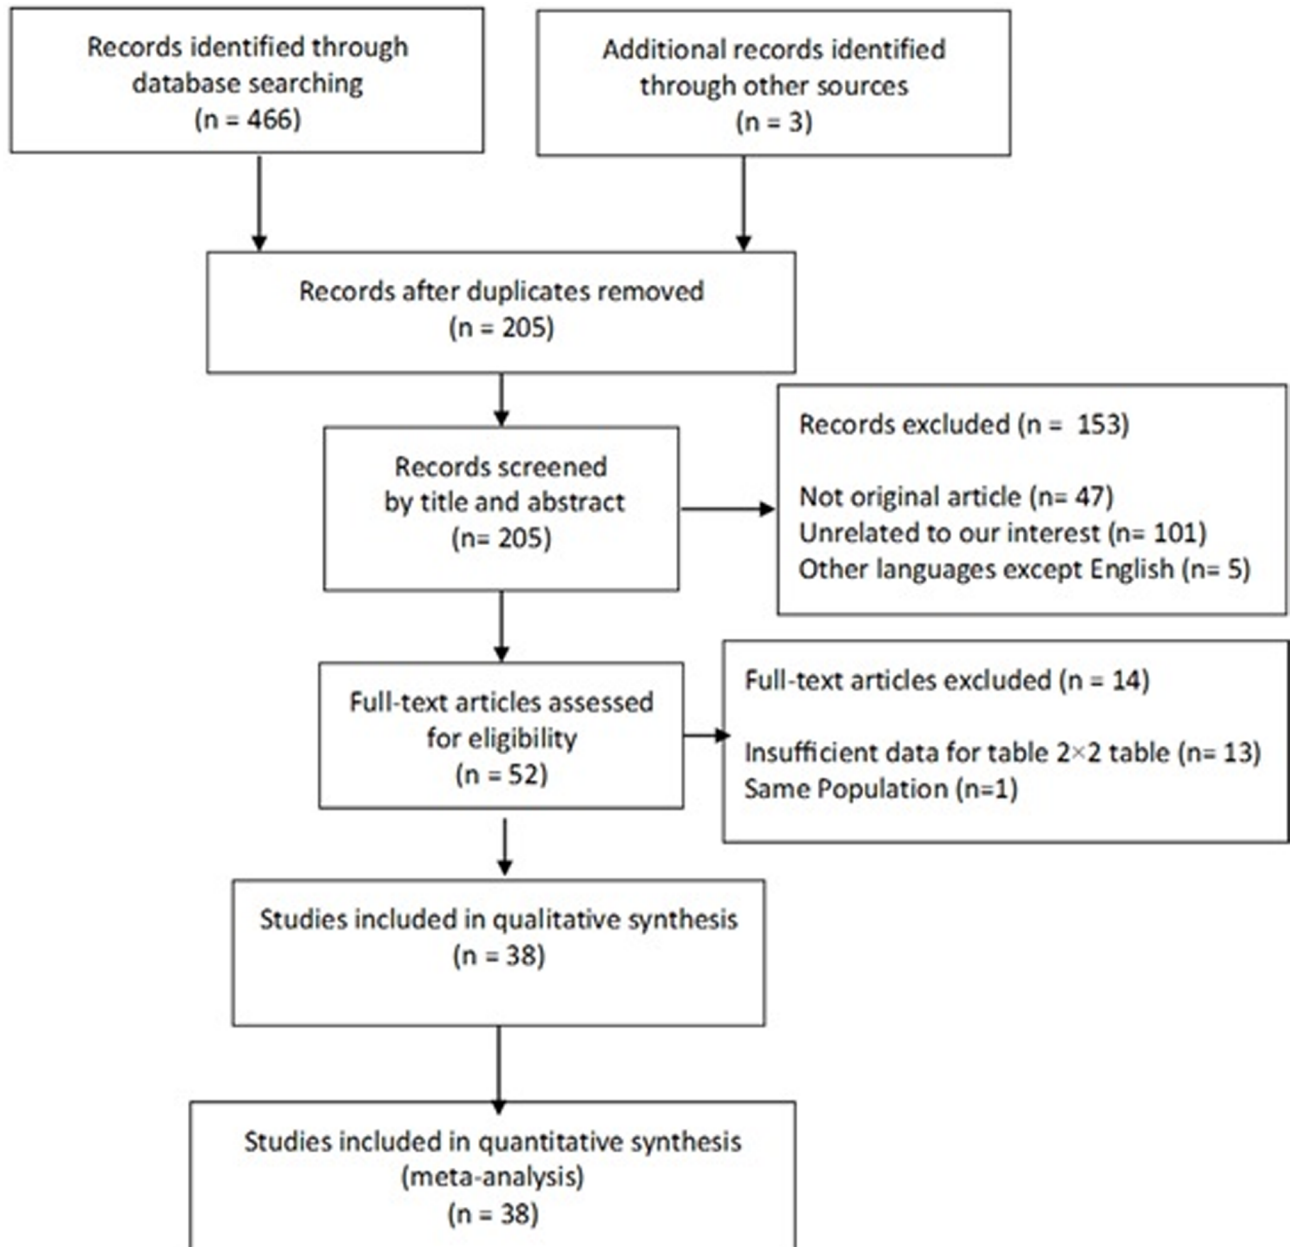 Records identified through
database searching
(n = 466)
Additional records identified
through other sources
(n = 3)
Records after duplicates removed
(n = 205)
Records screened
by title and abstract
(n= 205)
Records excluded (n =  153)
Not original article (n= 47)
Unrelated to our interest (n= 101)
Other languages except English (n= 5)
Full-text articles assessed
for eligibility
(n = 52)
Full-text articles excluded (n = 14)
Insufficient data for table 2×2 table (n= 13)
Same Population (n=1)
Studies included in qualitative synthesis
(n = 38)
Studies included in quantitative synthesis
(meta-analysis)
(n = 38)